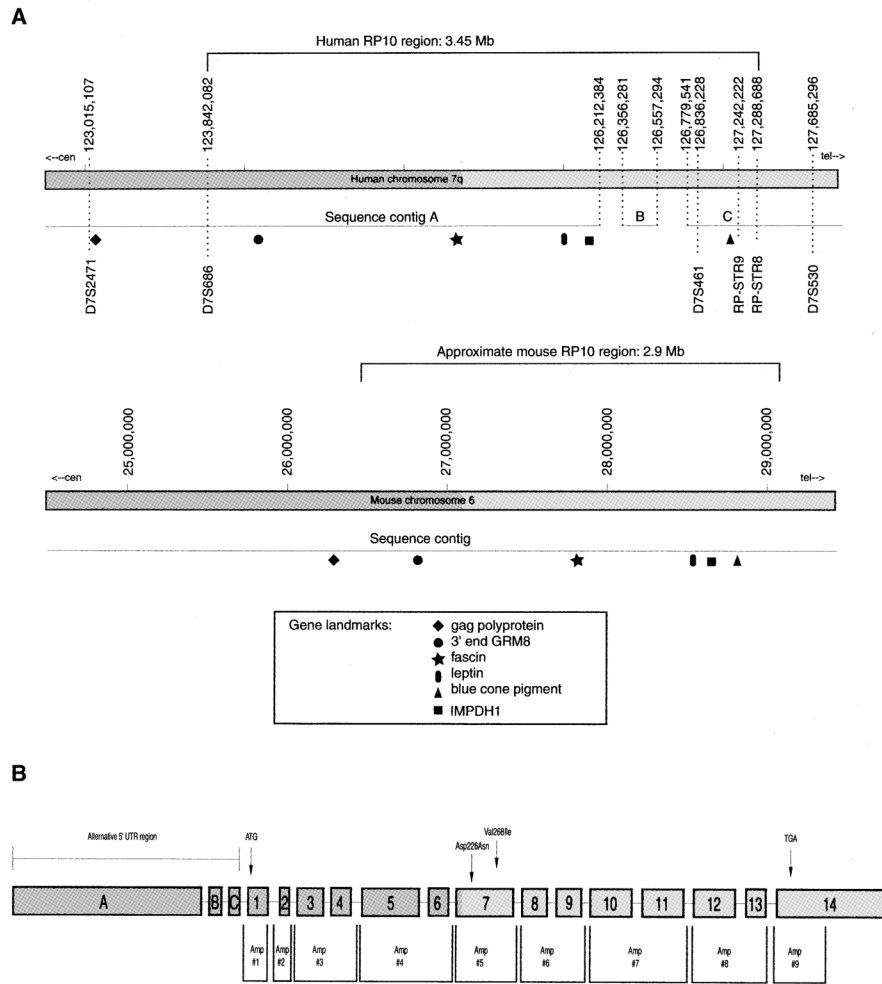 A
Human RP10 region: 3.45 Mb
123,015,107
123,842,082
126,212,384
126,356,281
126,557,294
126,779,541
126,836,228
127,242,222
127,288,688
127,685,296
<--cen
tel-->
Human chromosome 7q
Sequence contig A
B
C
D7S2471
D7S686
D7S461
RP-STR9
RP-STR8
D7S530
Approximate mouse RP10 region: 2.9 Mb
25,000,000
26,000,000
27,000,000
28,000,000
29,000,000
<--cen
tel-->
Mouse chromosome 6
Sequence contig
Gene landmarks:
gag polyprotein
3' end GRM8
fascin
leptin
blue cone pigment
IMPDH1
B
Alternative 5' UTR region
ATG
Asp226Asn
Val268Ile
TGA
A B C 1 2 3 4 5 6 7 8 9 10 11 12 13 14
Amp Amp Amp Amp Amp Amp Amp Amp Amp
#1 #2 #3 #4 #5 #6 #7 #8 #9